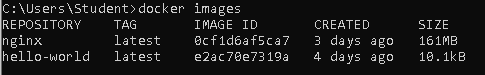 C:\Users\Student>docker images
REPOSITORY TAG IMAGE ID CREATED SIZE
nginx latest 0cf1d6af5ca7 3 days ago 161MB
hello-world latest e2ac70e7319a 4 days ago 10.1kB